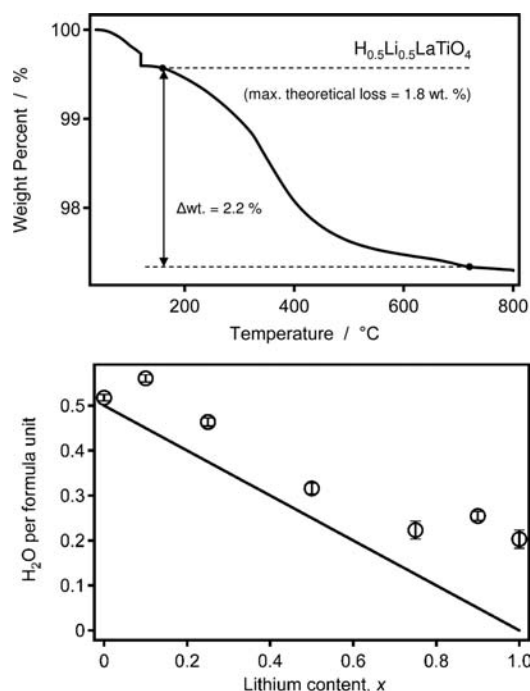 100
99
98
Weight Percent / %
H₀.₅Li₀.₅LaTiO₄
(max. theoretical loss = 1.8 wt. %)
Δwt. = 2.2 %
200
400
600
800
Temperature / °C
0.5
0.4
0.3
0.2
0.1
0
H₂O per formula unit
0
0.2
0.4
0.6
0.8
1.0
Lithium content, x